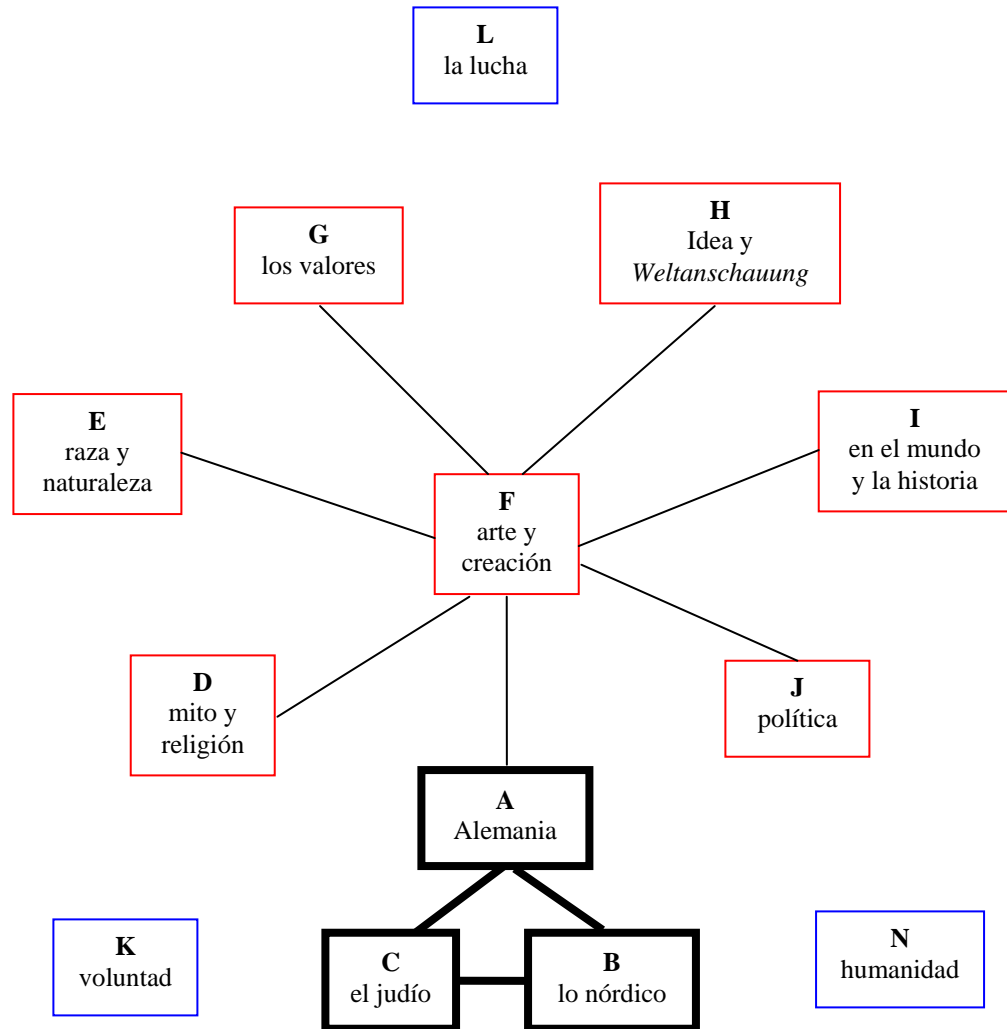 L
la lucha
G
los valores
H
Idea y
Weltanschauung
E
raza y
naturaleza
I
en el mundo
y la historia
F
arte y
creación
D
mito y
religión
J
política
A
Alemania
K
voluntad
C
el judío
B
lo nórdico
N
humanidad